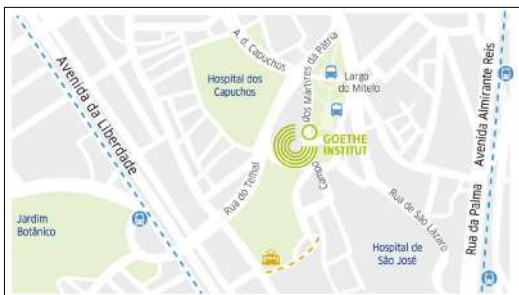 A. d. Capuchos
Campo dos Mártires da Pátria
Hospital dos
Capuchos
Largo
do Mitelo
Avenida da Liberdade
Avenida Almirante Reis
GOETHE
INSTITUT
Rua do Telhal
Rua de São Lázaro
Rua da Palma
Jardim
Botânico
Hospital de
São José